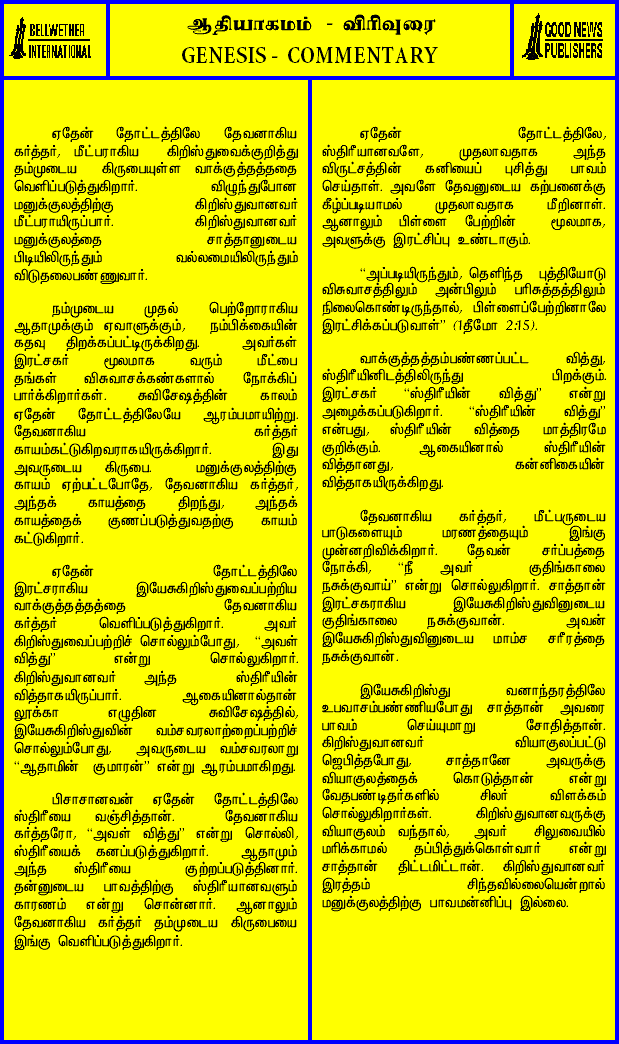 BELLWETHER
INTERNATIONAL
ஆதியாகமம் - விரிவுரை
GENESIS - COMMENTARY
GOOD NEWS
PUBLISHERS
ஏதேன் தோட்டத்திலே தேவனாகிய
கர்த்தர், மீட்பராகிய கிறிஸ்துவைக்குறித்து
தம்முடைய கிருபையுள்ள வாக்குத்தத்ததை
வெளிப்படுத்துகிறார். விழுந்துபோன
மனுக்குலத்திற்கு கிறிஸ்துவானவர்
மீட்பராயிருப்பார். கிறிஸ்துவானவர்
மனுக்குலத்தை சாத்தானுடைய
பிடியிலிருந்தும் வல்லமையிலிருந்தும்
விடுதலைபண்ணுவார்.
நம்முடைய முதல் பெற்றோராகிய
ஆதாமுக்கும் ஏவாளுக்கும், நம்பிக்கையின்
கதவு திறக்கப்பட்டிருக்கிறது. அவர்கள்
இரட்சகர் மூலமாக வரும் மீட்பை
தங்கள் விசுவாசக்கண்களால் நோக்கிப்
பார்க்கிறார்கள். சுவிசேஷத்தின் காலம்
ஏதேன் தோட்டத்திலேயே ஆரம்பமாயிற்று.
தேவனாகிய கர்த்தர்
காயம்கட்டுகிறவராகயிருக்கிறார். இது
அவருடைய கிருபை. மனுக்குலத்திற்கு
காயம் ஏற்பட்டபோதே, தேவனாகிய கர்த்தர்,
அந்தக் காயத்தை திறந்து, அந்தக்
காயத்தைக் குணப்படுத்துவதற்கு காயம்
கட்டுகிறார்.
ஏதேன் தோட்டத்திலே
இரட்சராகிய இயேசுகிறிஸ்துவைப்பற்றிய
வாக்குத்தத்தத்தை தேவனாகிய
கர்த்தர் வெளிப்படுத்துகிறார். அவர்
கிறிஸ்துவைப்பற்றிச் சொல்லும்போது, “அவள்
வித்து” என்று சொல்லுகிறார்.
கிறிஸ்துவானவர் அந்த ஸ்திரீயின்
வித்தாகயிருப்பார். ஆகையினால்தான்
லூக்கா எழுதின சுவிசேஷத்தில்,
இயேசுகிறிஸ்துவின் வம்சவரலாற்றைப்பற்றிச்
சொல்லும்போது, அவருடைய வம்சவரலாறு
“ஆதாமின் குமாரன்” என்று ஆரம்பமாகிறது.
பிசாசானவன் ஏதேன் தோட்டத்திலே
ஸ்திரீயை வஞ்சித்தான். தேவனாகிய
கர்த்தரோ, “அவள் வித்து” என்று சொல்லி,
ஸ்திரீயைக் கனப்படுத்துகிறார். ஆதாமும்
அந்த ஸ்திரீயை குற்றப்படுத்தினார்.
தன்னுடைய பாவத்திற்கு ஸ்திரீயானவளும்
காரணம் என்று சொன்னார். ஆனாலும்
தேவனாகிய கர்த்தர் தம்முடைய கிருபையை
இங்கு வெளிப்படுத்துகிறார்.
ஏதேன் தோட்டத்திலே,
ஸ்திரீயானவளே, முதலாவதாக அந்த
விருட்சத்தின் கனியைப் புசித்து பாவம்
செய்தாள். அவளே தேவனுடைய கற்பனைக்கு
கீழ்ப்படியாமல் முதலாவதாக மீறினாள்.
ஆனாலும் பிள்ளை பேற்றின் மூலமாக,
அவளுக்கு இரட்சிப்பு உண்டாகும்.
“அப்படியிருந்தும், தெளிந்த புத்தியோடு
விசுவாசத்திலும் அன்பிலும் பரிசுத்தத்திலும்
நிலைகொண்டிருந்தால், பிள்ளைப்பேற்றினாலே
இரட்சிக்கப்படுவாள்” (1தீமோ 2:15).
வாக்குத்தத்தம்பண்ணப்பட்ட வித்து,
ஸ்திரீயினிடத்திலிருந்து பிறக்கும்.
இரட்சகர் “ஸ்திரீயின் வித்து” என்று
அழைக்கப்படுகிறார். “ஸ்திரீயின் வித்து”
என்பது, ஸ்திரீயின் வித்தை மாத்திரமே
குறிக்கும். ஆகையினால் ஸ்திரீயின்
வித்தானது, கன்னிகையின்
வித்தாகயிருக்கிறது.
தேவனாகிய கர்த்தர், மீட்பருடைய
பாடுகளையும் மரணத்தையும் இங்கு
முன்னறிவிக்கிறார். தேவன் சர்ப்பத்தை
நோக்கி, “நீ அவர் குதிங்காலை
நசுக்குவாய்” என்று சொல்லுகிறார். சாத்தான்
இரட்சகராகிய இயேசுகிறிஸ்துவினுடைய
குதிங்காலை நசுக்குவான். அவன்
இயேசுகிறிஸ்துவினுடைய மாம்ச சரீரத்தை
நசுக்குவான்.
இயேசுகிறிஸ்து வனாந்தரத்திலே
உபவாசம்பண்ணியபோது சாத்தான் அவரை
பாவம் செய்யுமாறு சோதித்தான்.
கிறிஸ்துவானவர் வியாகுலப்பட்டு
ஜெபித்தபோது, சாத்தானே அவருக்கு
வியாகுலத்தைக் கொடுத்தான் என்று
வேதபண்டிதர்களில் சிலர் விளக்கம்
சொல்லுகிறார்கள். கிறிஸ்துவானவருக்கு
வியாகுலம் வந்தால், அவர் சிலுவையில்
மரிக்காமல் தப்பித்துக்கொள்வார் என்று
சாத்தான் திட்டமிட்டான். கிறிஸ்துவானவர்
இரத்தம் சிந்தவில்லையென்றால்
மனுக்குலத்திற்கு பாவமன்னிப்பு இல்லை.